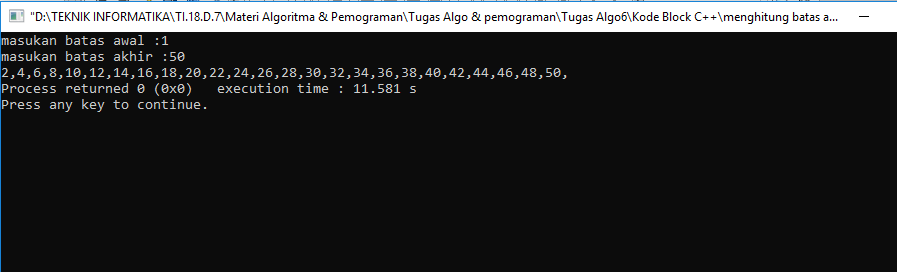 "D:\TEKNIK INFORMATIKA\TI.18.D.7\Materi Algoritma & Pemograman\Tugas Algo & pemograman\Tugas Algo6\Kode Block C++\menghitung batas a...
masukan batas awal :1
masukan batas akhir :50
2,4,6,8,10,12,14,16,18,20,22,24,26,28,30,32,34,36,38,40,42,44,46,48,50,
Process returned 0 (0x0)   execution time : 11.581 s
Press any key to continue.